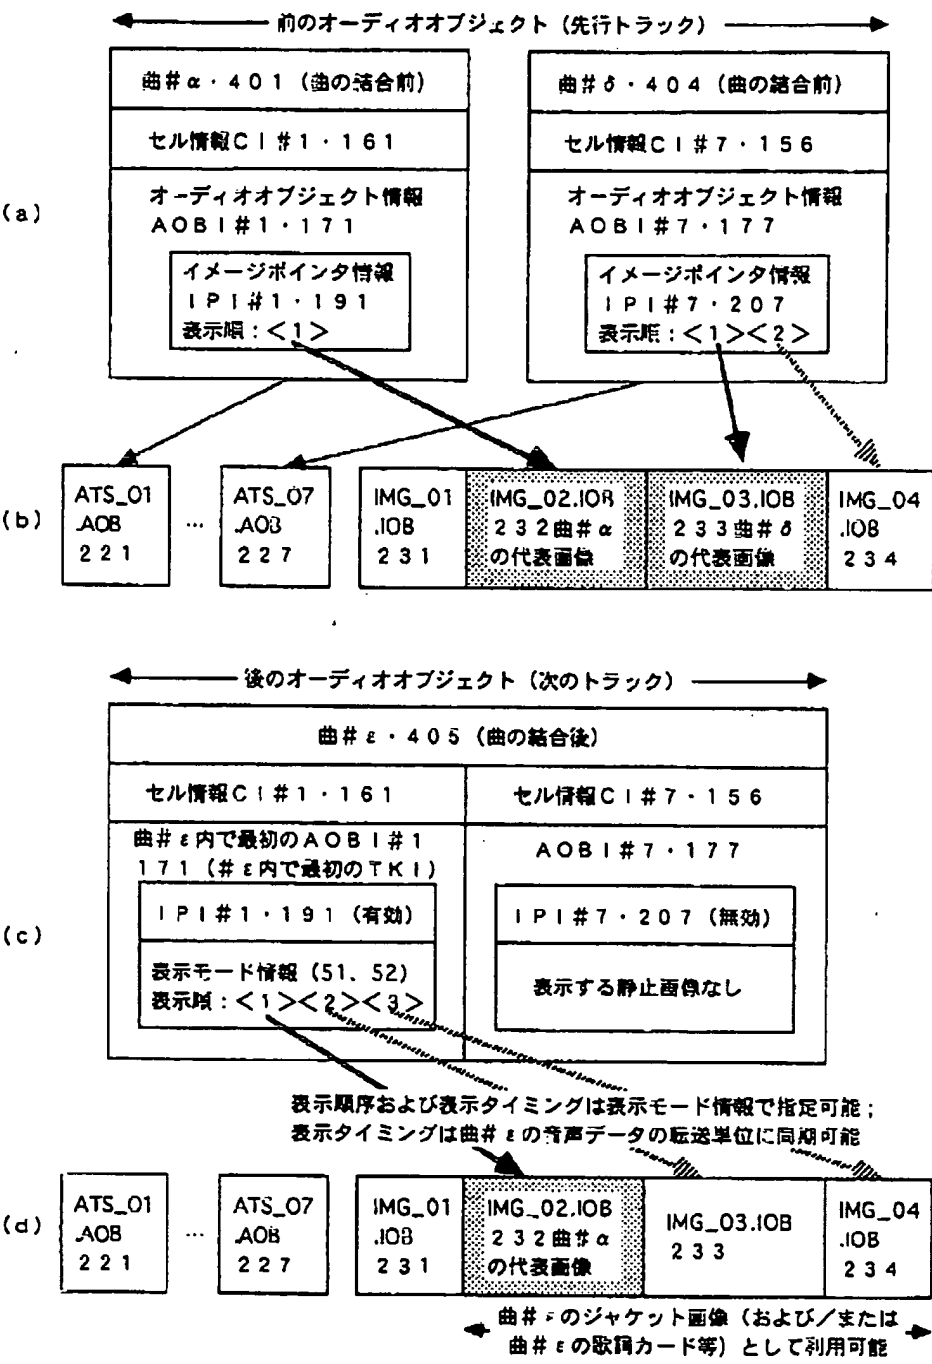 前のオーディオオブジェクト（先行トラック）
曲＃α・４０１（曲の結合前）
セル情報ＣＩ＃１・１６１
オーディオオブジェクト情報
ＡＯＢＩ＃１・１７１
イメージポインタ情報
ＩＰＩ＃１・１９１
表示順：＜１＞
曲＃δ・４０４（曲の結合前）
セル情報ＣＩ＃７・１５６
オーディオオブジェクト情報
ＡＯＢＩ＃７・１７７
イメージポインタ情報
ＩＰＩ＃７・２０７
表示順：＜１＞＜２＞
(a)
(b)
ATS_01
.AOB
２２１
…
ATS_07
.AOB
２２７
IMG_01
.IOB
２３１
IMG_02.IOB
２３２曲＃α
の代表画像
IMG_03.IOB
２３３曲＃δ
の代表画像
IMG_04
.IOB
２３４
後のオーディオオブジェクト（次のトラック）
曲＃ε・４０５（曲の結合後）
セル情報ＣＩ＃１・１６１
曲＃ε内で最初のＡＯＢＩ＃１
１７１（＃ε内で最初のＴＫＩ）
ＩＰＩ＃１・１９１（有効）
表示モード情報（51、52）
表示順：＜１＞＜２＞＜３＞
セル情報ＣＩ＃７・１５６
ＡＯＢＩ＃７・１７７
ＩＰＩ＃７・２０７（無効）
表示する静止画像なし
(c)
表示順序および表示タイミングは表示モード情報で指定可能；
表示タイミングは曲＃εの音声データの転送単位に同期可能
(d)
ATS_01
.AOB
２２１
…
ATS_07
.AOB
２２７
IMG_01
.IOB
２３１
IMG_02.IOB
２３２曲＃α
の代表画像
IMG_03.IOB
２３３
IMG_04
.IOB
２３４
曲＃εのジャケット画像（および／または
曲＃εの歌詞カード等）として利用可能